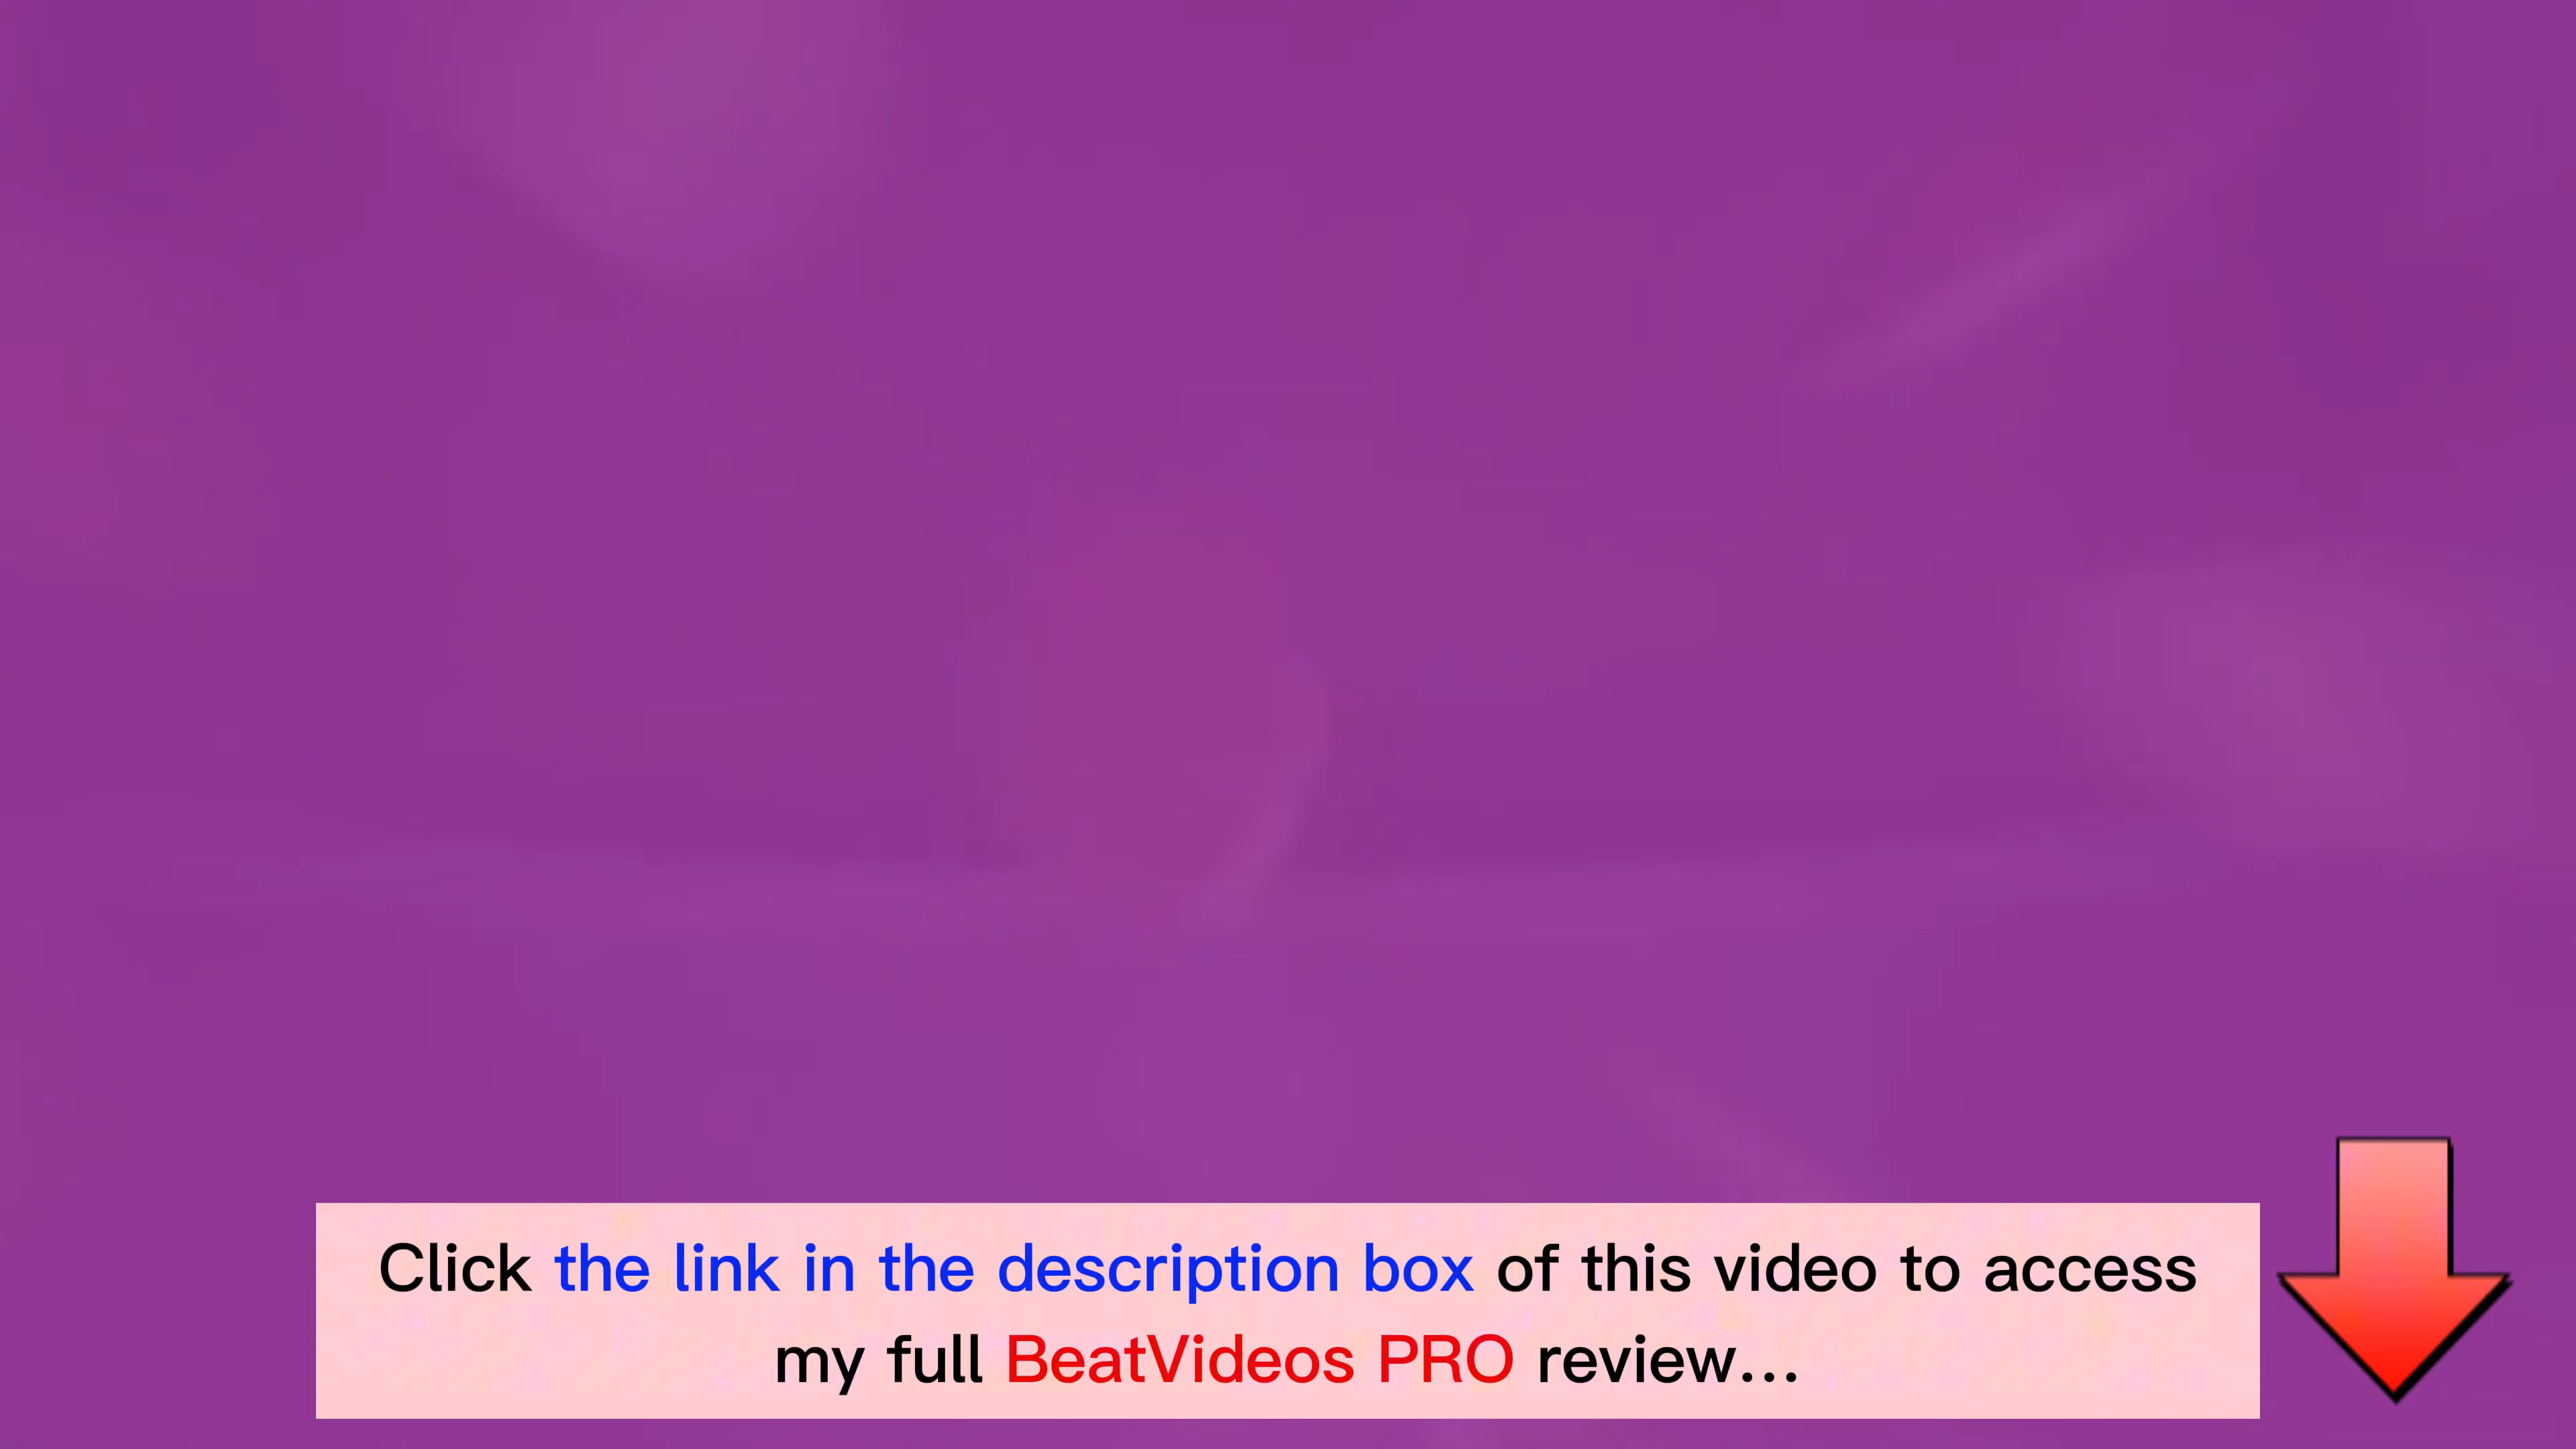 Click the link in the description box of this video to access
my full BeatVideos PRO review...